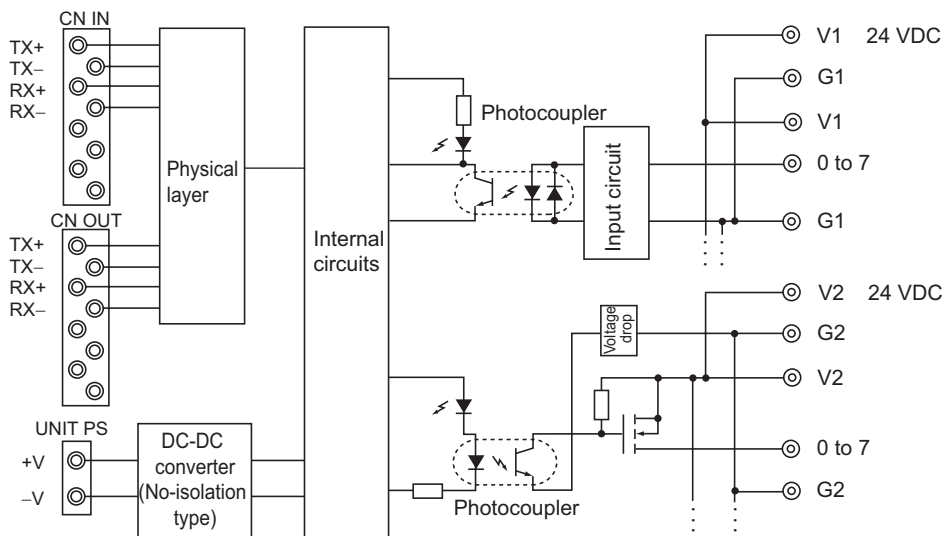 CN IN
TX+
TX−
RX+
RX−
Physical
layer
CN OUT
TX+
TX−
RX+
RX−
UNIT PS
+V
−V
DC-DC
converter
(No-isolation
type)
Internal
circuits
Photocoupler
Input circuit
V1 24 VDC
G1
V1
0 to 7
G1
V2 24 VDC
Voltage
drop
G2
V2
0 to 7
G2
Photocoupler